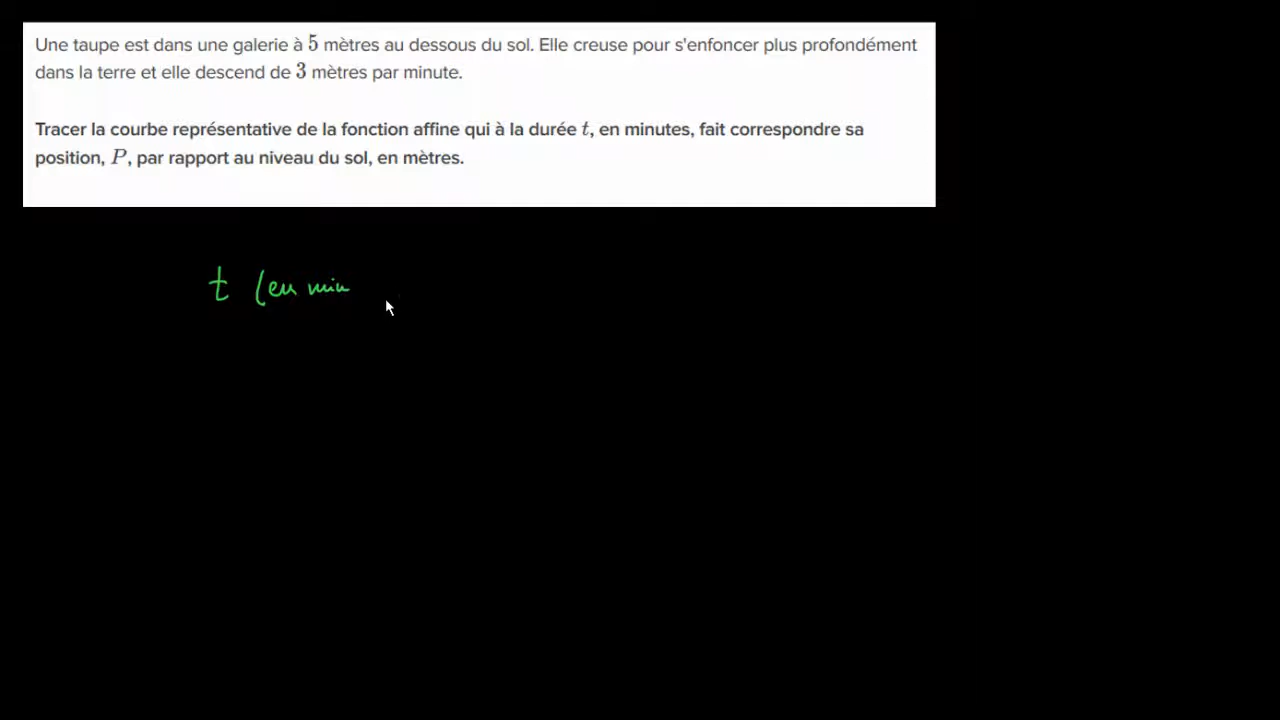 Une taupe est dans une galerie à 5 mètres au dessous du sol. Elle creuse pour s'enfoncer plus profondément
dans la terre et elle descend de 3 mètres par minute.
Tracer la courbe représentative de la fonction affine qui à la durée t, en minutes, fait correspondre sa
position, P, par rapport au niveau du sol, en mètres.
t (en min